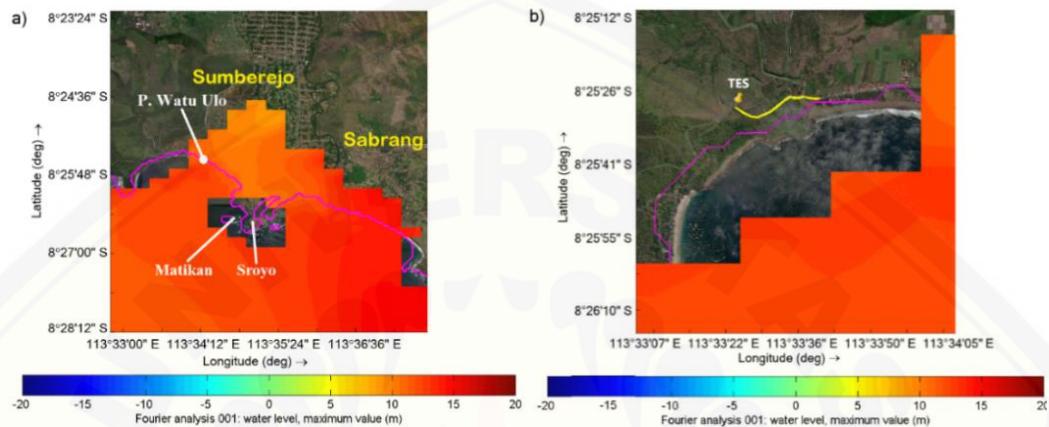 a)
8°23'24" S
8°24'36" S
8°25'48" S
8°27'00" S
8°28'12" S
Latitude (deg) →
Sumberejo
P. Watu Ulo
Sabrang
Matikan
Sroyo
113°33'00" E 113°34'12" E 113°35'24" E 113°36'36" E
Longitude (deg) →
-20 -15 -10 -5 0 5 10 15 20
Fourier analysis 001: water level, maximum value (m)
b)
8°25'12" S
8°25'26" S
8°25'41" S
8°25'55" S
8°26'10" S
Latitude (deg) →
TES
113°33'07" E 113°33'22" E 113°33'36" E 113°33'50" E 113°34'05" E
Longitude (deg) →
-20 -15 -10 -5 0 5 10 15 20
Fourier analysis 001: water level, maximum value (m)